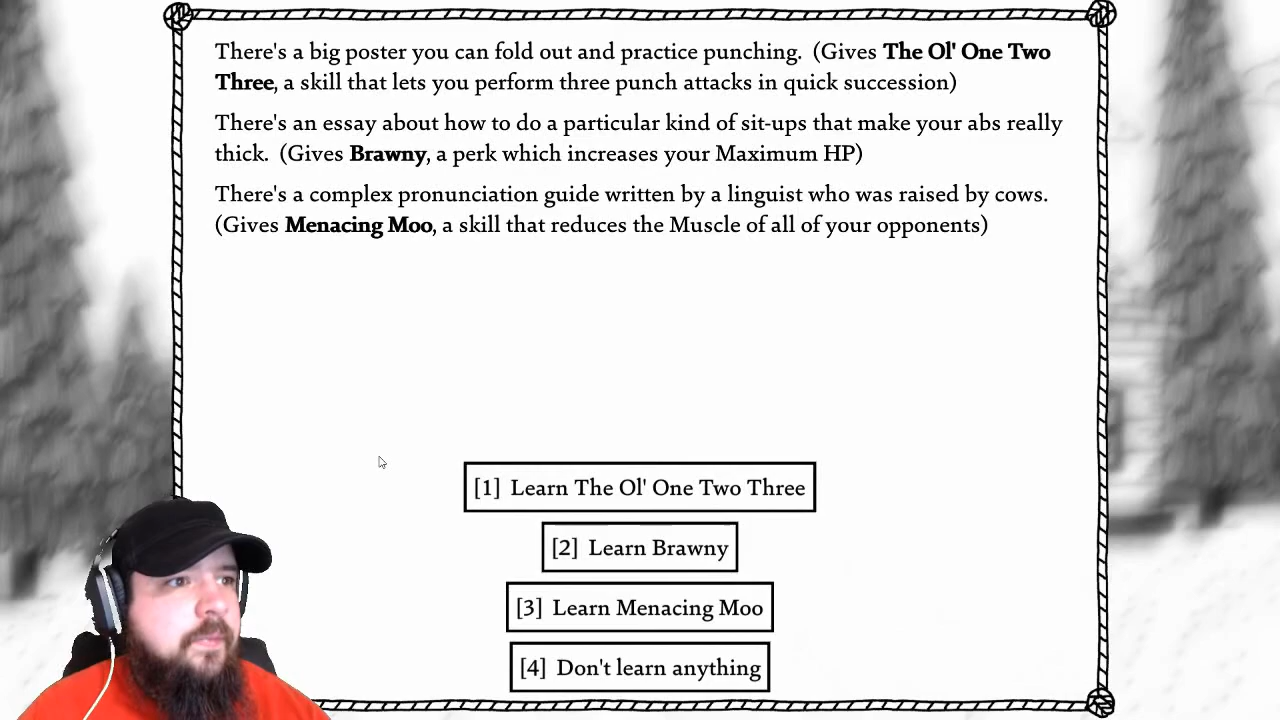 There's a big poster you can fold out and practice punching.  (Gives The Ol' One Two
Three, a skill that lets you perform three punch attacks in quick succession)
There's an essay about how to do a particular kind of sit-ups that make your abs really
thick.  (Gives Brawny, a perk which increases your Maximum HP)
There's a complex pronunciation guide written by a linguist who was raised by cows.
(Gives Menacing Moo, a skill that reduces the Muscle of all of your opponents)
[1]  Learn The Ol' One Two Three
[2]  Learn Brawny
[3]  Learn Menacing Moo
[4]  Don't learn anything